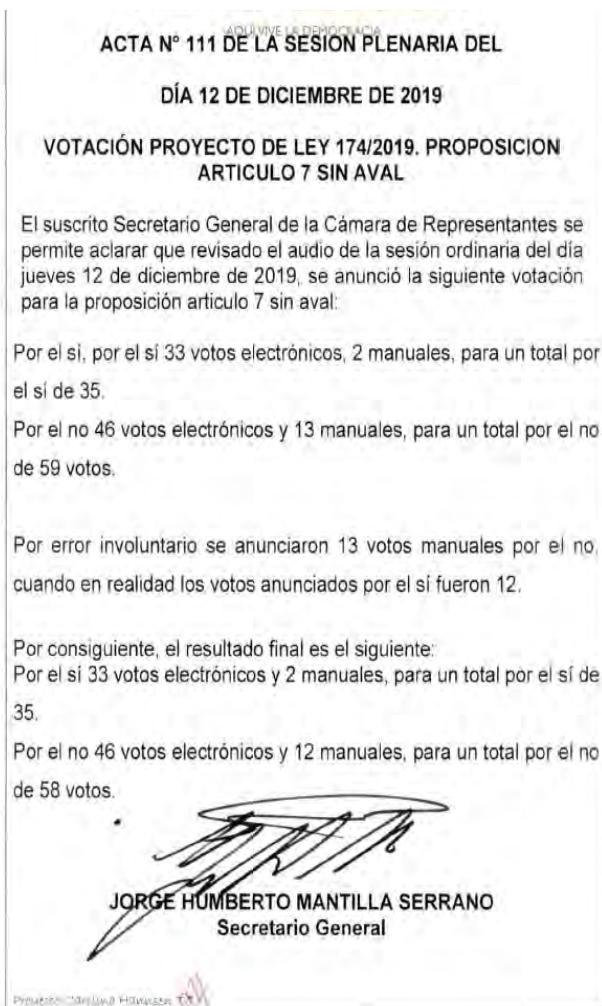 AQUÍ VIVE LA DEMOCRACIA
ACTA N° 111 DE LA SESION PLENARIA DEL
DÍA 12 DE DICIEMBRE DE 2019
VOTACIÓN PROYECTO DE LEY 174/2019. PROPOSICION
ARTICULO 7 SIN AVAL
El suscrito Secretario General de la Cámara de Representantes se
permite aclarar que revisado el audio de la sesión ordinaria del día
jueves 12 de diciembre de 2019, se anunció la siguiente votación
para la proposición articulo 7 sin aval:
Por el si, por el sí 33 votos electrónicos, 2 manuales, para un total por
el sí de 35.
Por el no 46 votos electrónicos y 13 manuales, para un total por el no
de 59 votos.
Por error involuntario se anunciaron 13 votos manuales por el no,
cuando en realidad los votos anunciados por el sí fueron 12.
Por consiguiente, el resultado final es el siguiente:
Por el sí 33 votos electrónicos y 2 manuales, para un total por el sí de
35.
Por el no 46 votos electrónicos y 12 manuales, para un total por el no
de 58 votos.
JORGE HUMBERTO MANTILLA SERRANO
Secretario General
Carolina